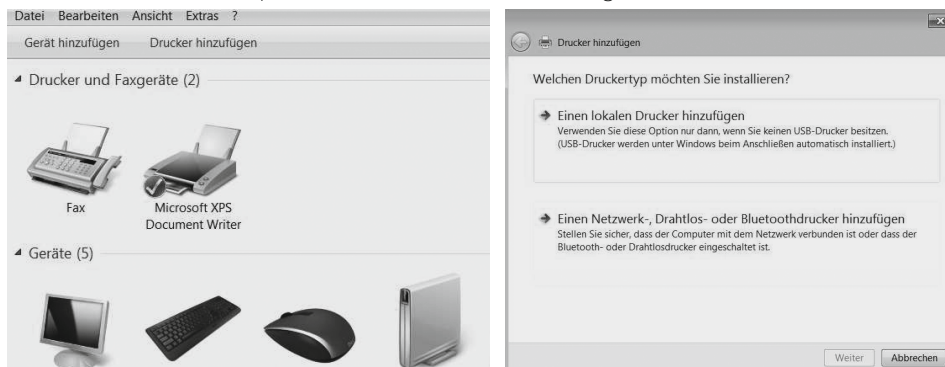 Datei Bearbeiten Ansicht Extras ?
Gerät hinzufügen Drucker hinzufügen
Drucker und Faxgeräte (2)
Fax
Microsoft XPS
Document Writer
Geräte (5)
Drucker hinzufügen
Welchen Druckertyp möchten Sie installieren?
Einen lokalen Drucker hinzufügen
Verwenden Sie diese Option nur dann, wenn Sie keinen USB-Drucker besitzen.
(USB-Drucker werden unter Windows beim Anschließen automatisch installiert.)
Einen Netzwerk-, Drahtlos- oder Bluetoothdrucker hinzufügen
Stellen Sie sicher, dass der Computer mit dem Netzwerk verbunden ist oder dass der
Bluetooth- oder Drahtlosdrucker eingeschaltet ist.
Weiter Abbrechen